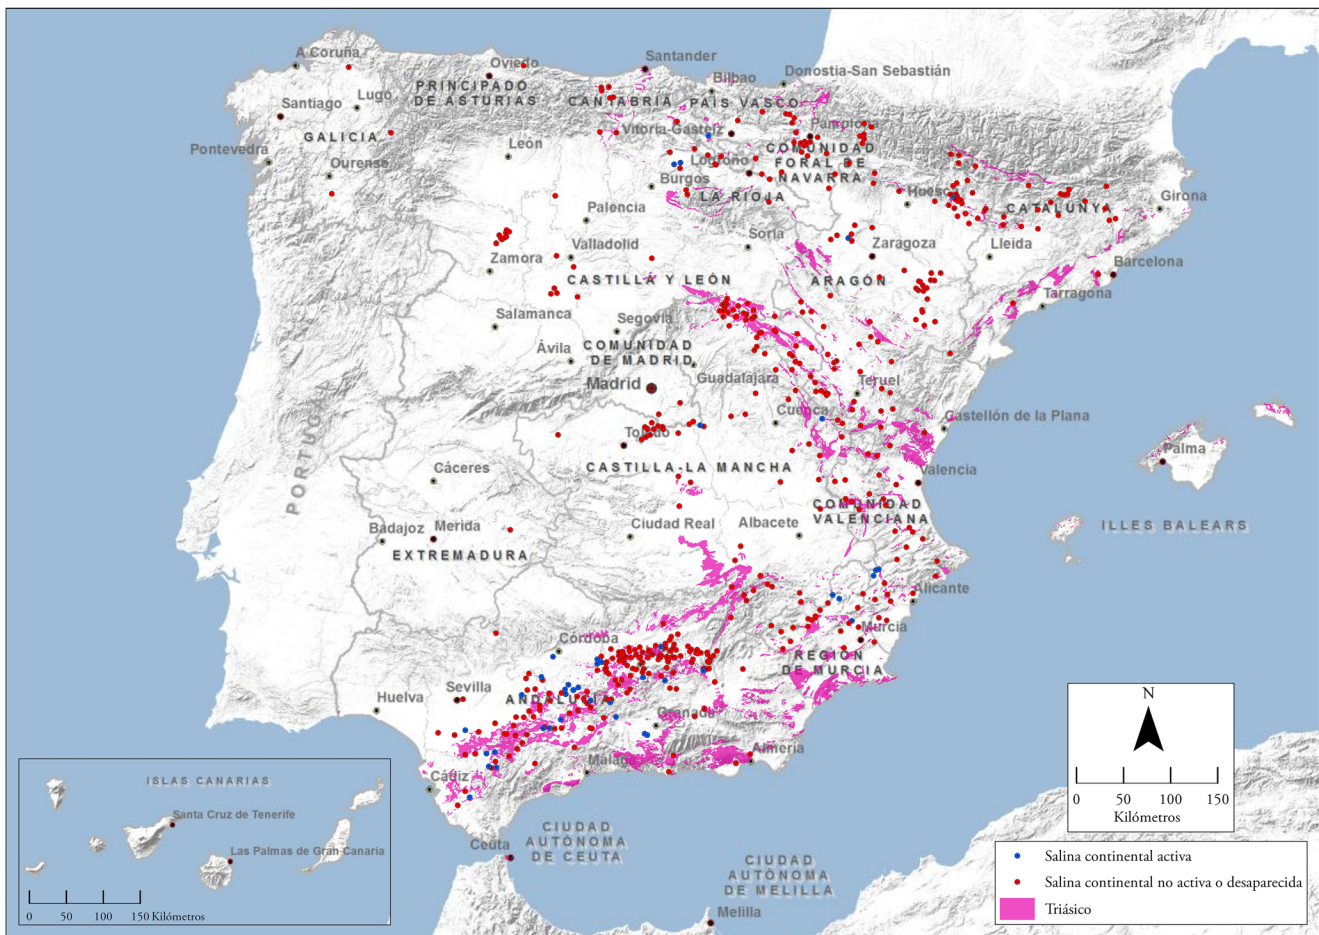 A Coruña
Oviedo
Santander
Bilbao
Donostia-San Sebastián
PRINCIPADO
DE ASTURIAS
CANTABRIA
PAÍS VASCO
Lugo
Santiago
GALICIA
Vitoria-Gasteiz
Pamplona
COMUNIDAD
FORAL DE
NAVARRA
Pontevedra
Ourense
León
Logroño
Burgos
LA RIOJA
Huesca
CATALUNYA
Girona
Palencia
Valladolid
Soria
Zaragoza
Lleida
Zamora
CASTILLA Y LEÓN
ARAGÓN
Barcelona
Tarragona
Salamanca
Segovia
Ávila
COMUNIDAD
DE MADRID
Madrid
Guadalajara
Teruel
Cuenca
Castellón de la Plana
PORTUGAL
Toledo
CASTILLA-LA MANCHA
Cáceres
Valencia
Palma
COMUNIDAD
VALENCIANA
ILLES BALEARS
Badajoz
Merida
Ciudad Real
Albacete
EXTREMADURA
Alicante
Murcia
Córdoba
REGIÓN
DE MURCIA
Huelva
Sevilla
ANDALUCÍA
Granada
Almería
Málaga
Cádiz
Ceuta
CIUDAD
AUTÓNOMA
DE CEUTA
CIUDAD
AUTÓNOMA
DE MELILLA
Melilla
ISLAS CANARIAS
Santa Cruz de Tenerife
Las Palmas de Gran Canaria
0 50 100 150 Kilómetros
N
0 50 100 150
Kilómetros
Salina continental activa
Salina continental no activa o desaparecida
Triásico